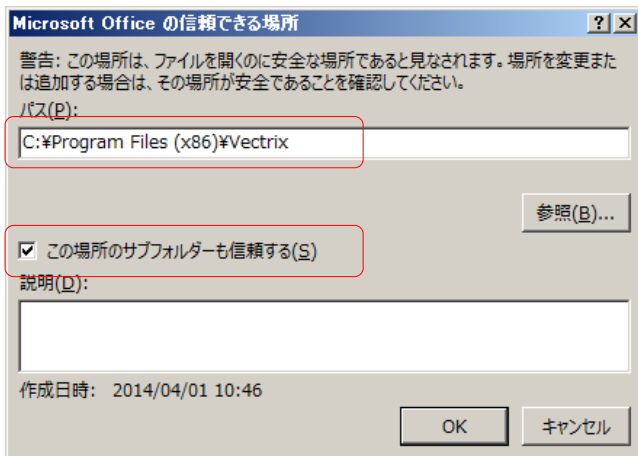 Microsoft Office の信頼できる場所
警告: この場所は、ファイルを開くのに安全な場所であると見なされます。場所を変更また
は追加する場合は、その場所が安全であることを確認してください。
パス(P):
C:¥Program Files (x86)¥Vectrix
参照(B)...
この場所のサブフォルダーも信頼する(S)
説明(D):
作成日時: 2014/04/01 10:46
OK
キャンセル